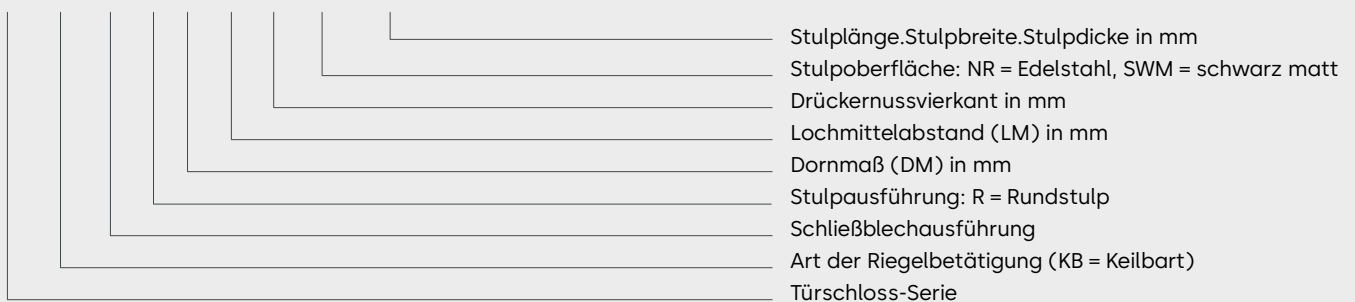 Stulplänge.Stulpbreite.Stulpdicke in mm
Stulpoberfläche: NR = Edelstahl, SWM = schwarz matt
Drückernussvierkant in mm
Lochmittelabstand (LM) in mm
Dornmaß (DM) in mm
Stulpausführung: R = Rundstulp
Schließblechausführung
Art der Riegelbetätigung (KB = Keilbart)
Türschloss-Serie